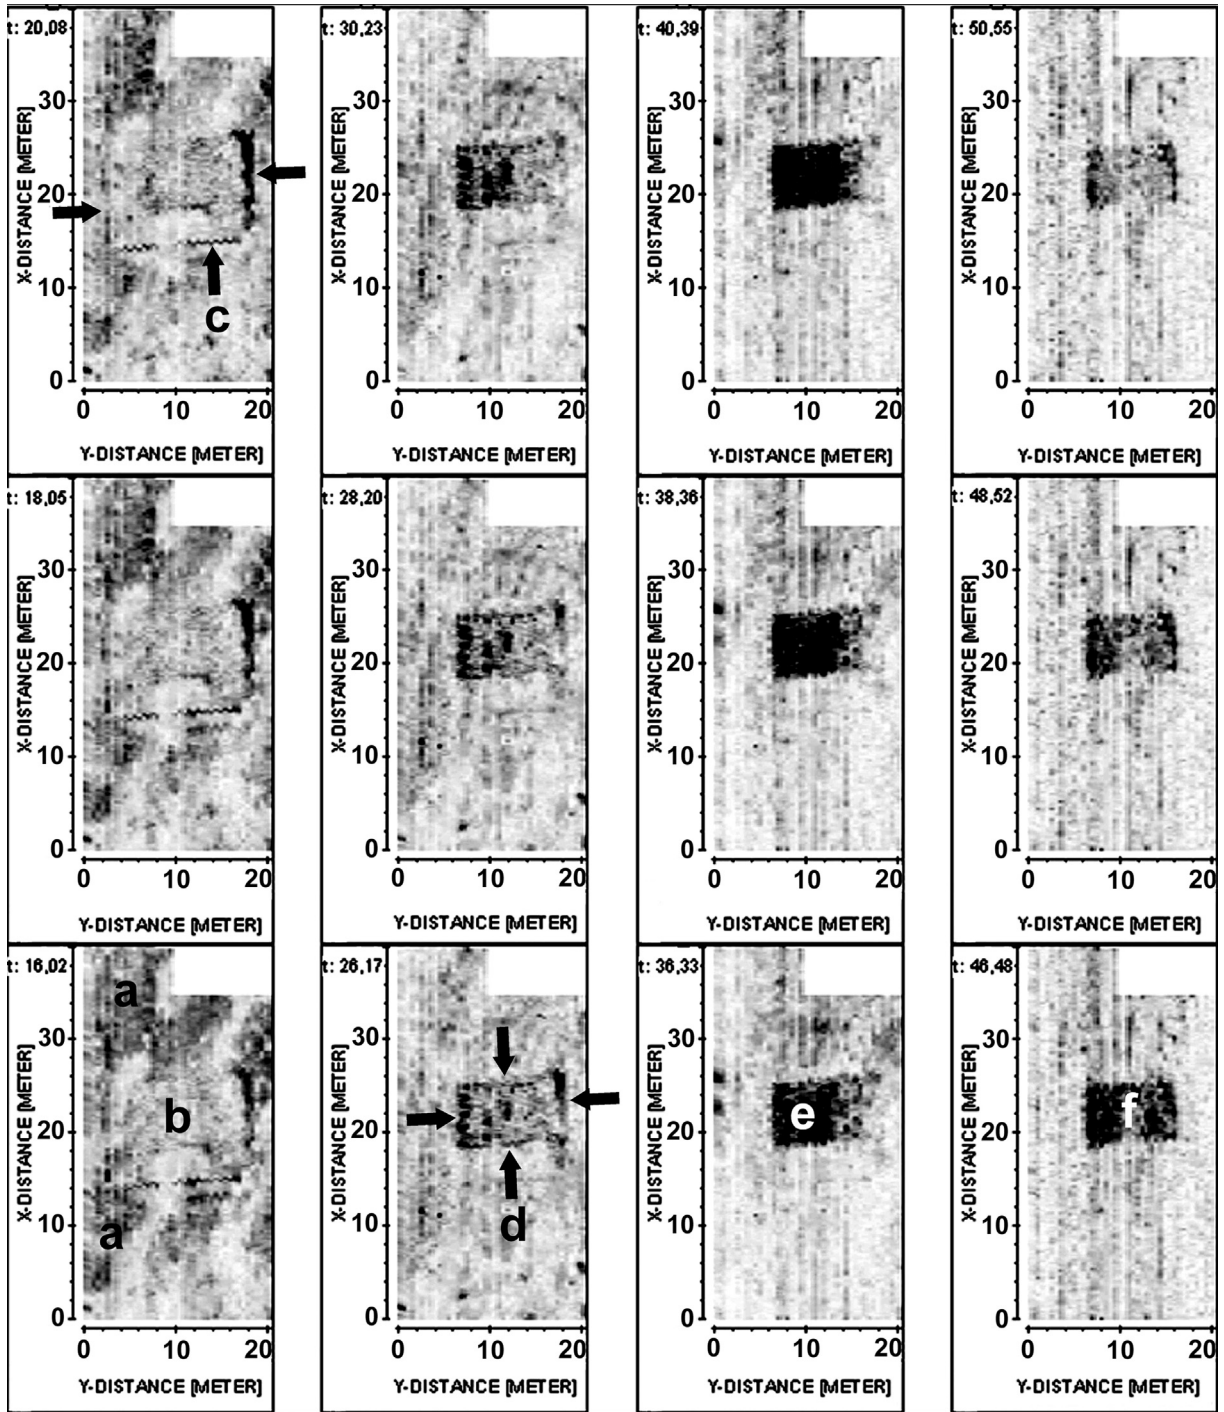 t: 20,08
30
20
10
0
X-DISTANCE [METER]
c
0 10 20
Y-DISTANCE [METER]
t: 30,23
30
20
10
0
X-DISTANCE [METER]
0 10 20
Y-DISTANCE [METER]
t: 40,39
30
20
10
0
X-DISTANCE [METER]
0 10 20
Y-DISTANCE [METER]
t: 50,55
30
20
10
0
X-DISTANCE [METER]
0 10 20
Y-DISTANCE [METER]
t: 18,05
30
20
10
0
X-DISTANCE [METER]
0 10 20
Y-DISTANCE [METER]
t: 28,20
30
20
10
0
X-DISTANCE [METER]
0 10 20
Y-DISTANCE [METER]
t: 38,36
30
20
10
0
X-DISTANCE [METER]
0 10 20
Y-DISTANCE [METER]
t: 48,52
30
20
10
0
X-DISTANCE [METER]
0 10 20
Y-DISTANCE [METER]
t: 16,02
a
30
b
20
10
a
0
X-DISTANCE [METER]
0 10 20
Y-DISTANCE [METER]
t: 26,17
30
20
10
d
0
X-DISTANCE [METER]
0 10 20
Y-DISTANCE [METER]
t: 36,33
30
e
20
10
0
X-DISTANCE [METER]
0 10 20
Y-DISTANCE [METER]
t: 46,48
30
f
20
10
0
X-DISTANCE [METER]
0 10 20
Y-DISTANCE [METER]